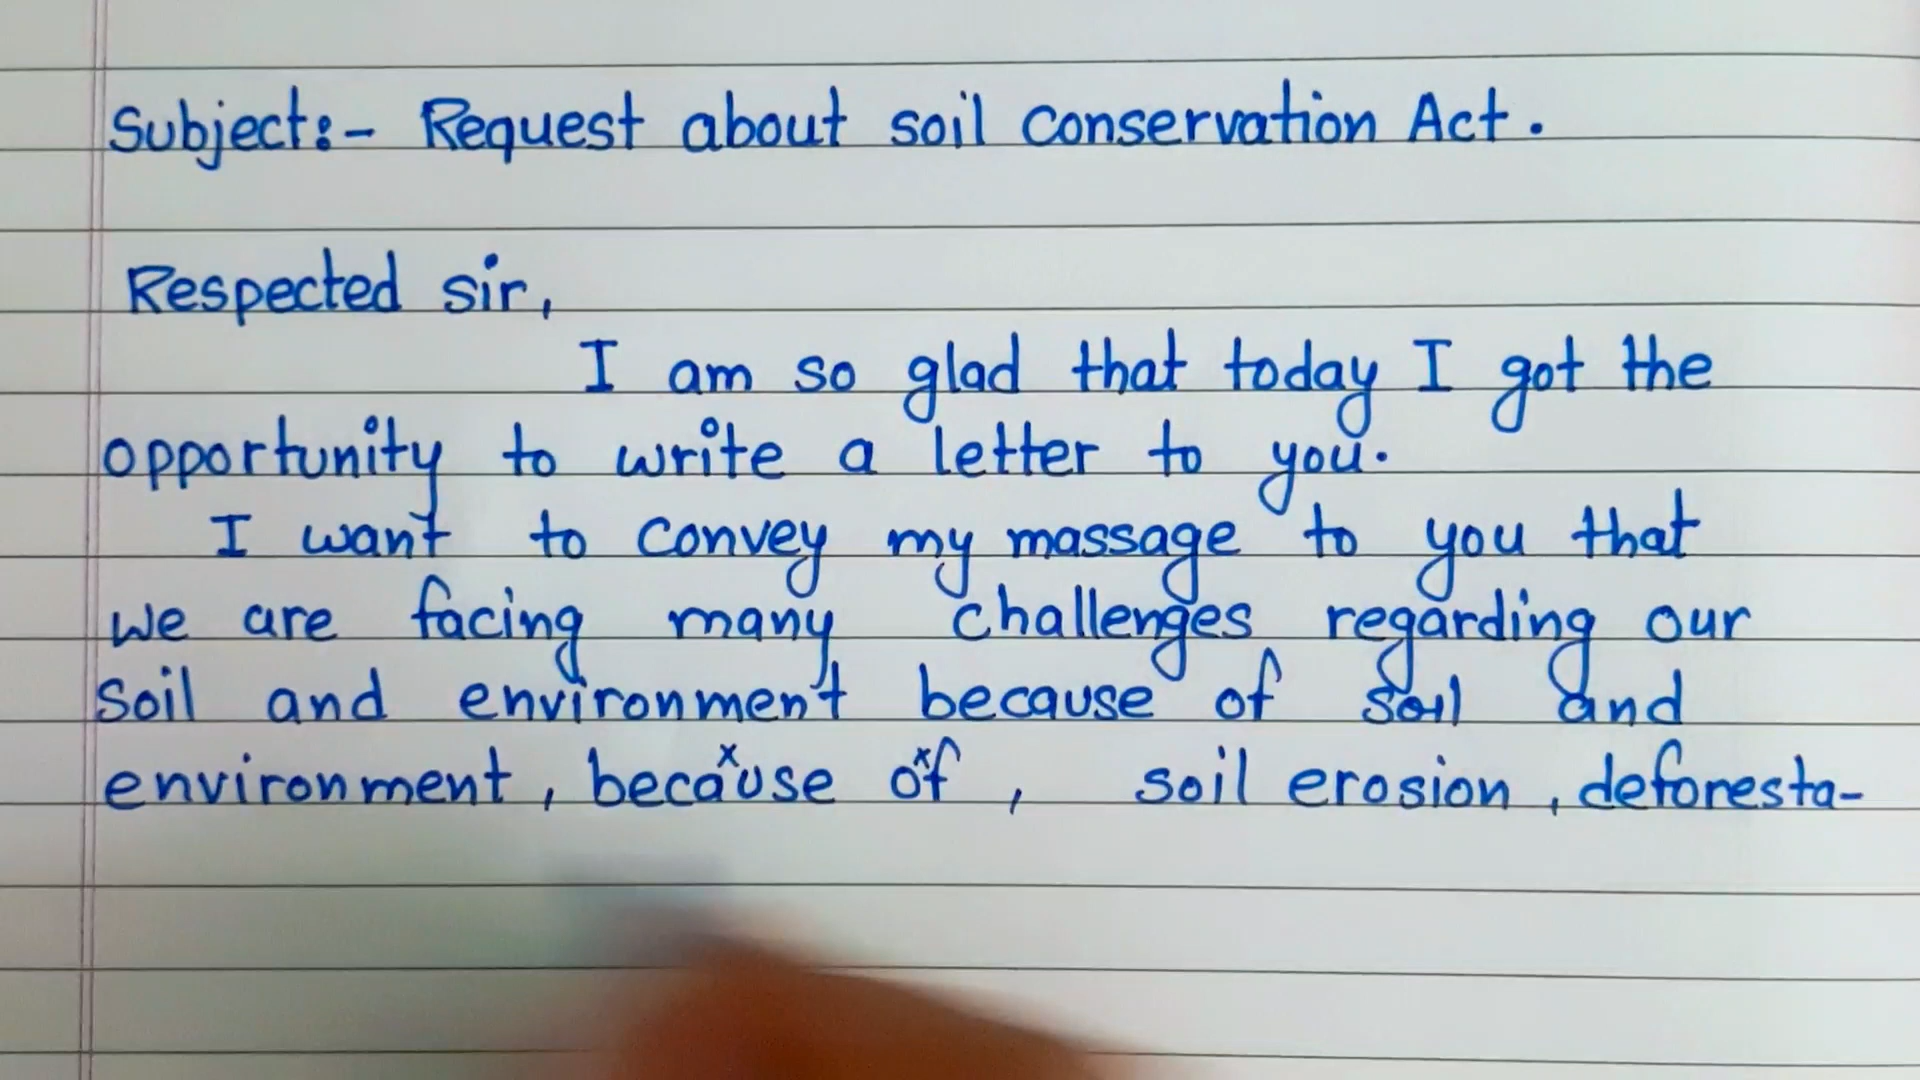 Subject:- Request about soil conservation Act.
Respected sir,
I am so glad that today I got the
opportunity to write a letter to you.
I want to convey my massage to you that
we are facing many challenges regarding our
soil and environment because of soil and
environment, because of, soil erosion, deforesta-